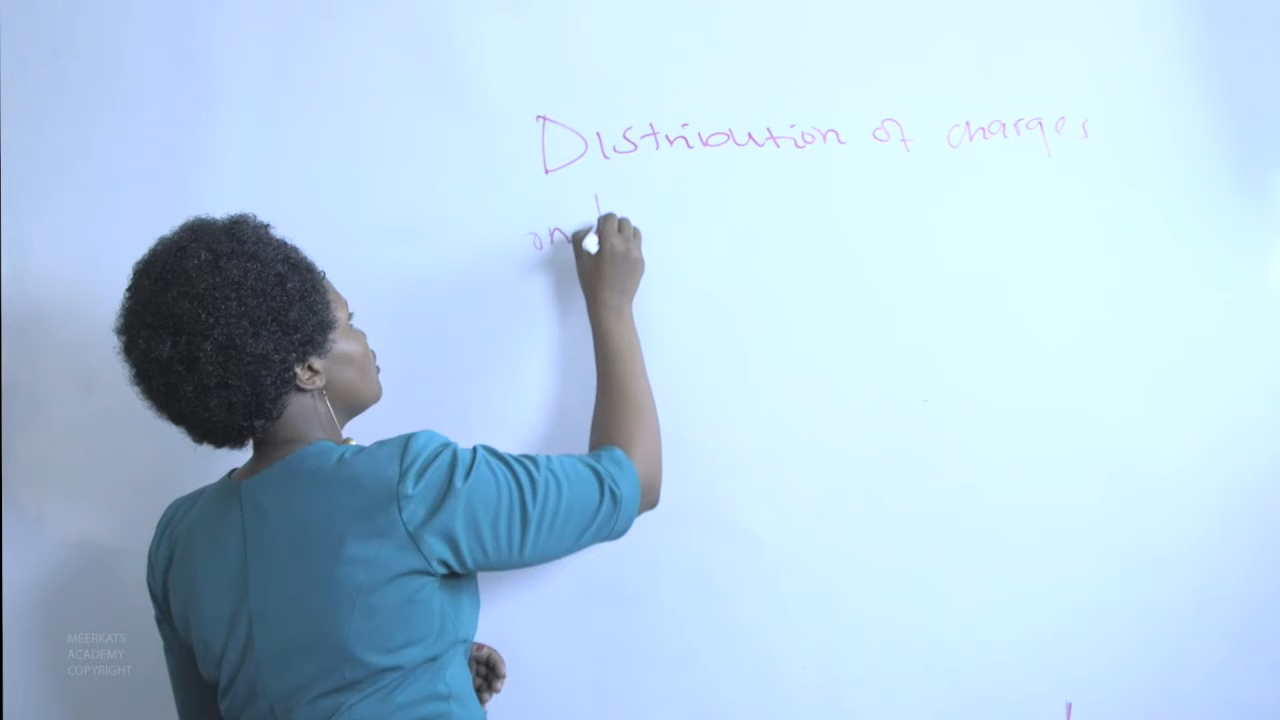 Distribution of charges
on
MEERKATS
ACADEMY
COPYRIGHT